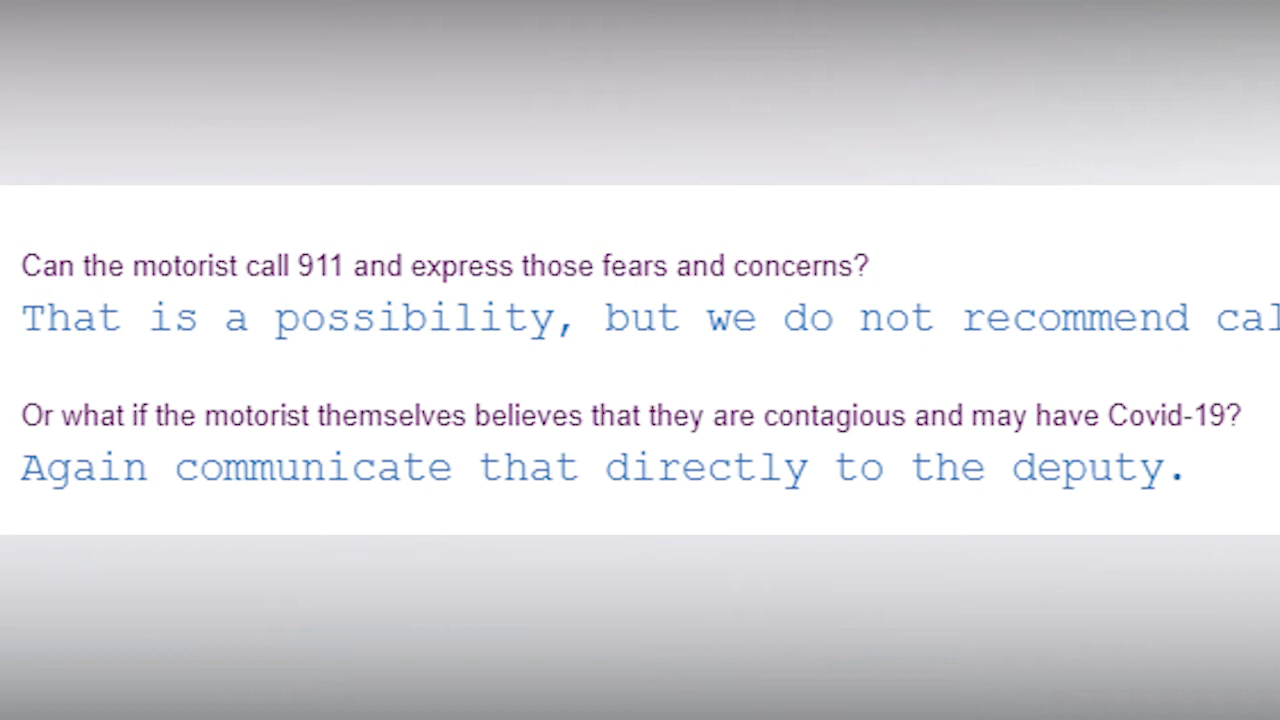 Can the motorist call 911 and express those fears and concerns?
That is a possibility, but we do not recommend
Or what if the motorist themselves believes that they are contagious and may have Covid-19?
Again communicate that directly to the deputy.